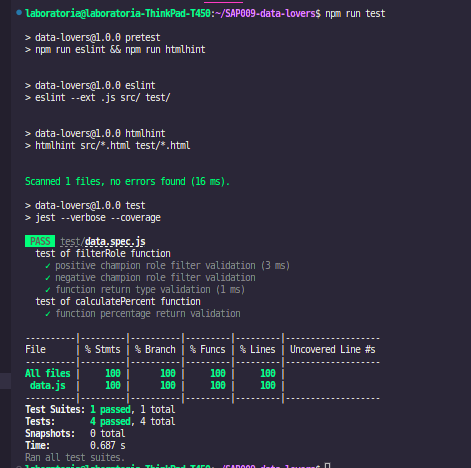 laboratoria@laboratoria-ThinkPad-T450:~/SAP009-data-lovers$ npm run test
> data-lovers@1.0.0 pretest
> npm run eslint && npm run htmlhint
> data-lovers@1.0.0 eslint
> eslint --ext .js src/ test/
> data-lovers@1.0.0 htmlhint
> htmlhint src/*.html test/*.html
Scanned 1 files, no errors found (16 ms).
> data-lovers@1.0.0 test
> jest --verbose --coverage
PASS test/data.spec.js
test of filterRole function
✓ positive champion role filter validation (3 ms)
✓ negative champion role filter validation
✓ function return type validation (1 ms)
test of calculatePercent function
✓ function percentage return validation
----------|---------|----------|---------|---------|-------------------
File | % Stmts | % Branch | % Funcs | % Lines | Uncovered Line #s
----------|---------|----------|---------|---------|-------------------
All files | 100 | 100 | 100 | 100 |
data.js | 100 | 100 | 100 | 100 |
----------|---------|----------|---------|---------|-------------------
Test Suites: 1 passed, 1 total
Tests: 4 passed, 4 total
Snapshots: 0 total
Time: 0.687 s
Ran all test suites.
laboratoria@laboratoria-ThinkPad-T450:~/SAP009-data-lovers$